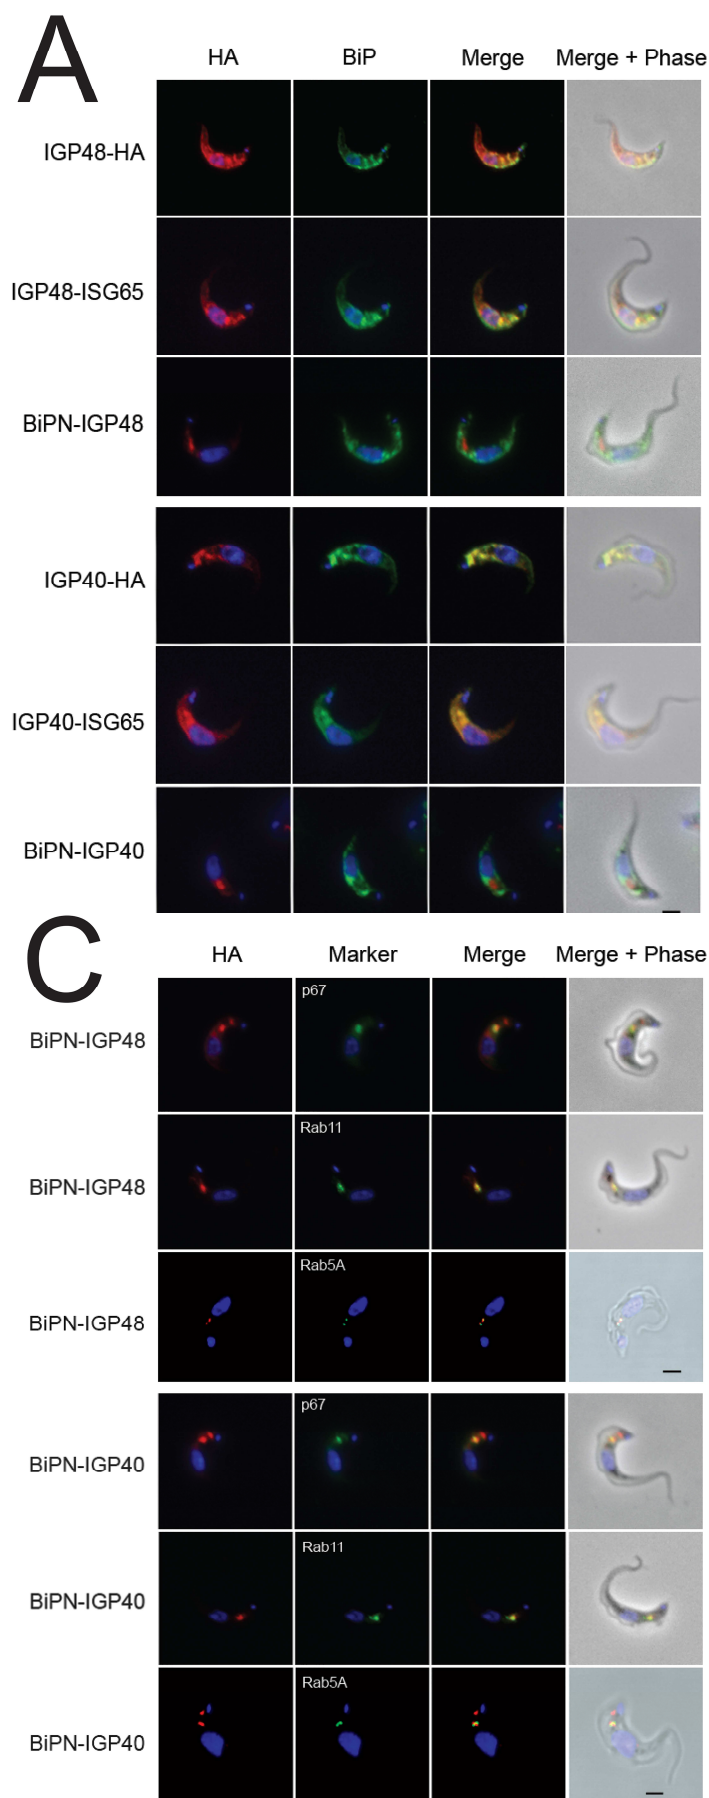 A
HA BiP Merge Merge + Phase
IGP48-HA
IGP48-ISG65
BiPN-IGP48
IGP40-HA
IGP40-ISG65
BiPN-IGP40
C
HA Marker Merge Merge + Phase
p67
BiPN-IGP48
Rab11
BiPN-IGP48
Rab5A
BiPN-IGP48
p67
BiPN-IGP40
Rab11
BiPN-IGP40
Rab5A
BiPN-IGP40